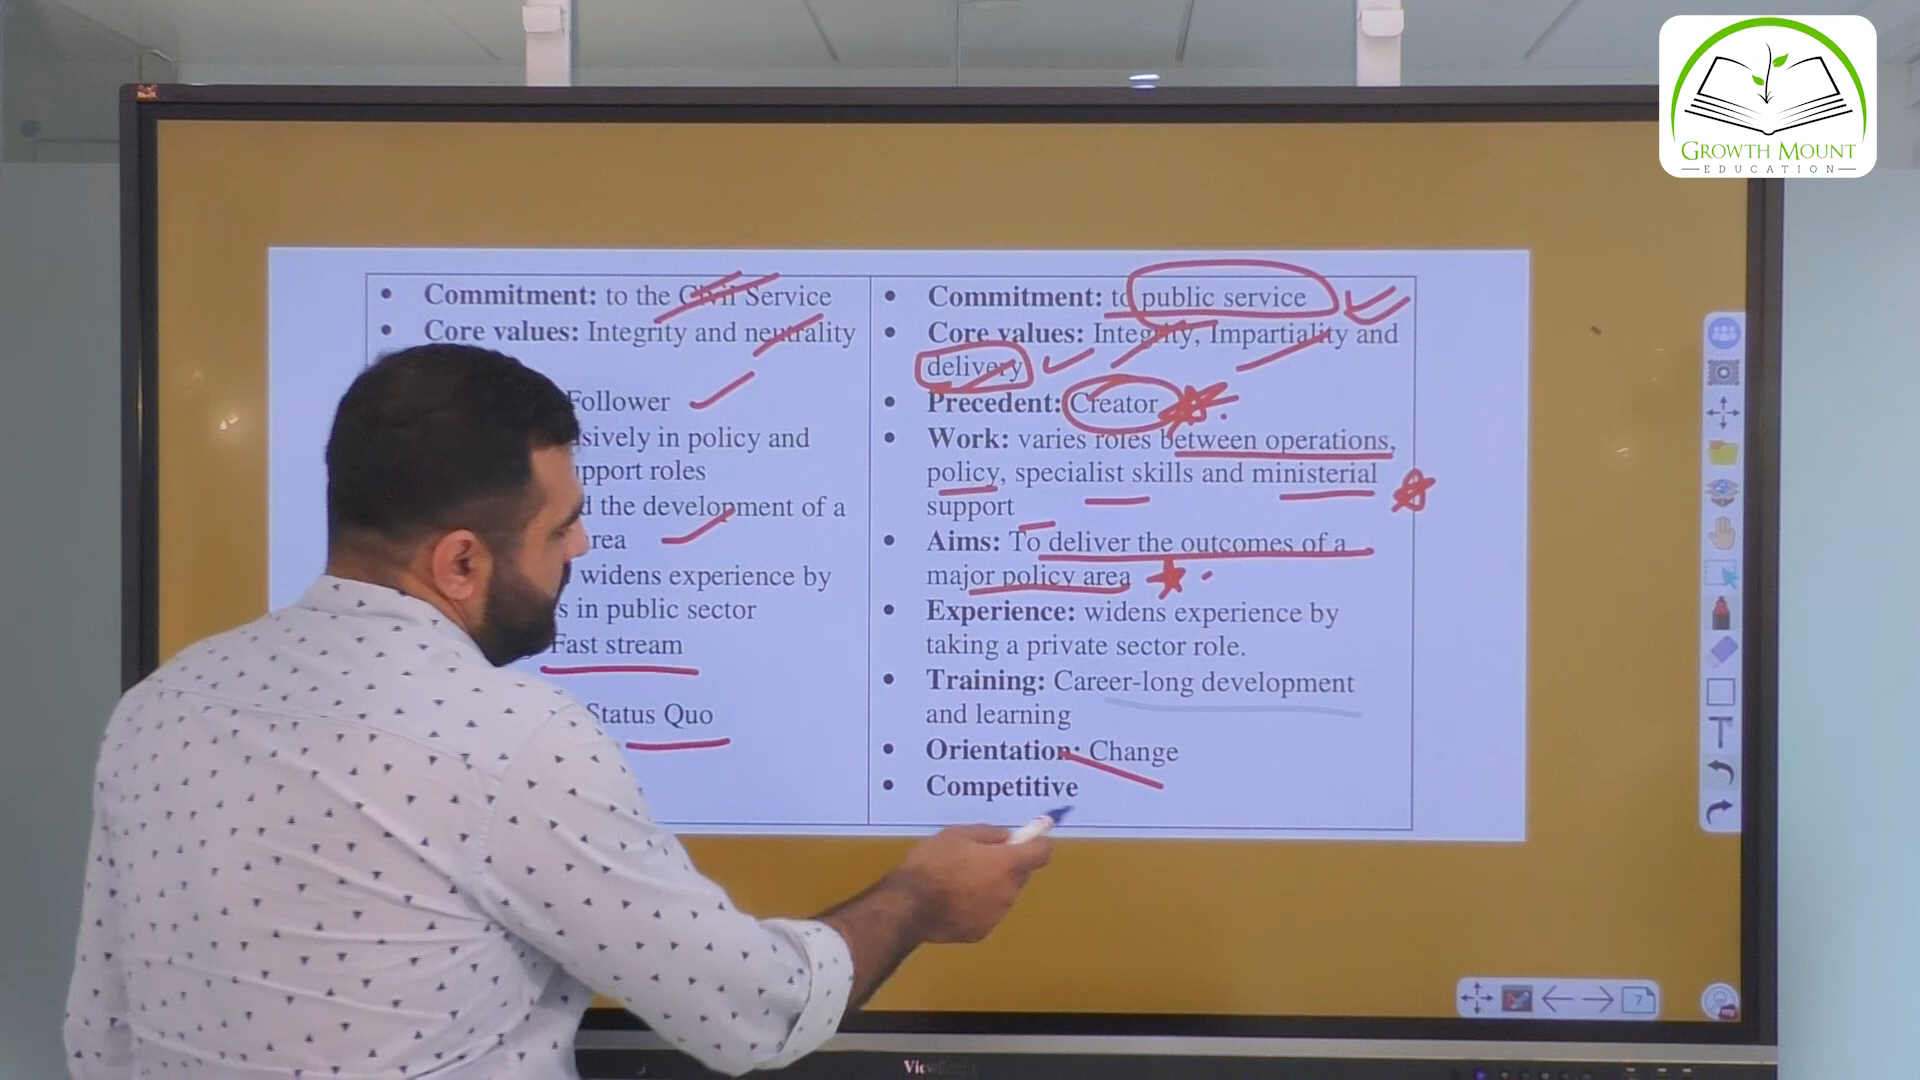 GROWTH MOUNT
EDUCATION
• Commitment: to the Civil Service
• Core values: Integrity and neutrality
Follower
in policy and
roles
the development of a
area
widens experience by
in public sector
Fast stream
Status Quo
• Commitment: to public service
• Core values: Integrity, Impartiality and
delivery
• Precedent: Creator
• Work: varies roles between operations,
policy, specialist skills and ministerial
support
• Aims: To deliver the outcomes of a
major policy area
• Experience: widens experience by
taking a private sector role.
• Training: Career-long development
and learning
• Orientation: Change
• Competitive
T
7